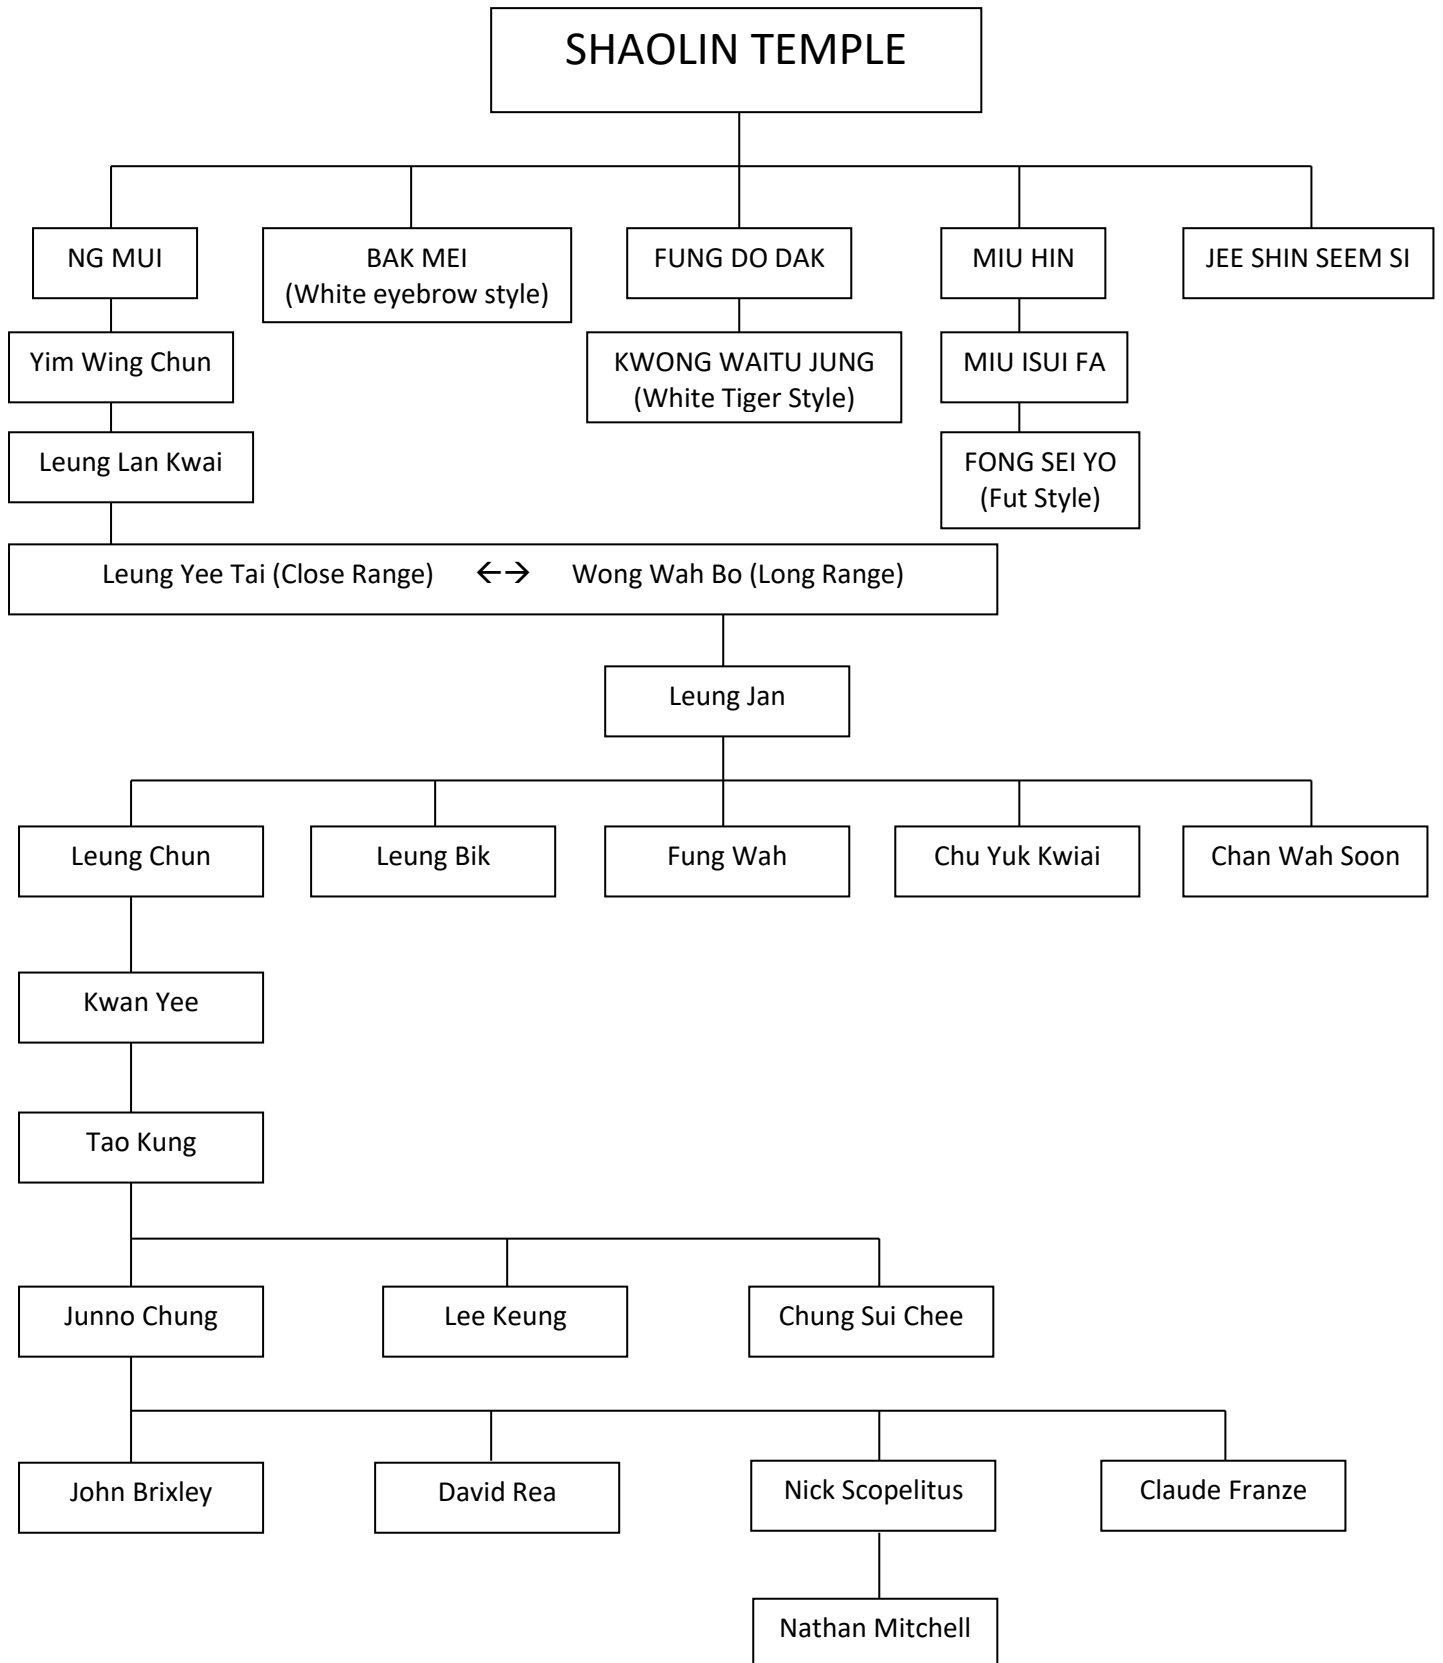 SHAOLIN TEMPLE
NG MUI
BAK MEI
(White eyebrow style)
FUNG DO DAK
MIU HIN
JEE SHIN SEEM SI
Yim Wing Chun
KWONG WAITU JUNG
(White Tiger Style)
MIU ISUI FA
Leung Lan Kwai
FONG SEI YO
(Fut Style)
Leung Yee Tai (Close Range) ←→ Wong Wah Bo (Long Range)
Leung Jan
Leung Chun
Leung Bik
Fung Wah
Chu Yuk Kwiai
Chan Wah Soon
Kwan Yee
Tao Kung
Junno Chung
Lee Keung
Chung Sui Chee
John Brixley
David Rea
Nick Scopelitus
Claude Franze
Nathan Mitchell